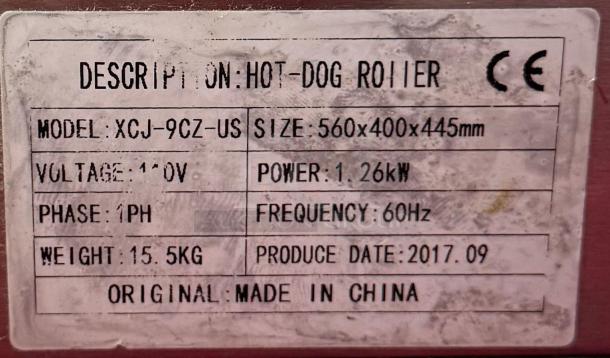 DESCRIPTION:HOT-DOG ROllER CE
MODEL:XCJ-9CZ-US SIZE:560x400x445mm
VOLTAGE:110V POWER:1.26kW
PHASE:1PH FREQUENCY:60Hz
WEIGHT:15.5KG PRODUCE DATE:2017.09
ORIGINAL:MADE IN CHINA